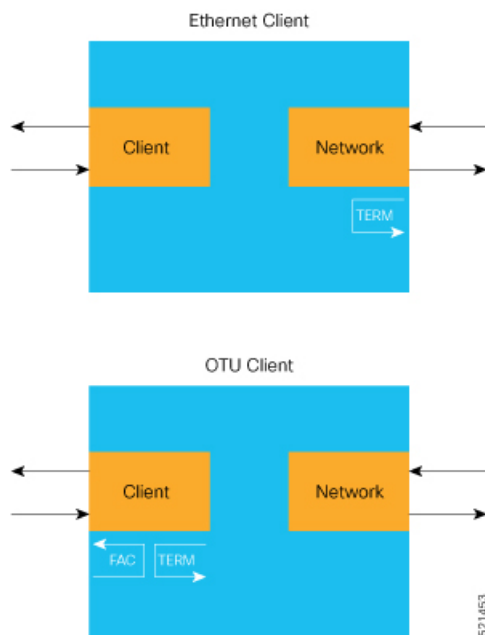 Ethernet Client
Client
Network
TERM
OTU Client
Client
Network
FAC
TERM
521453